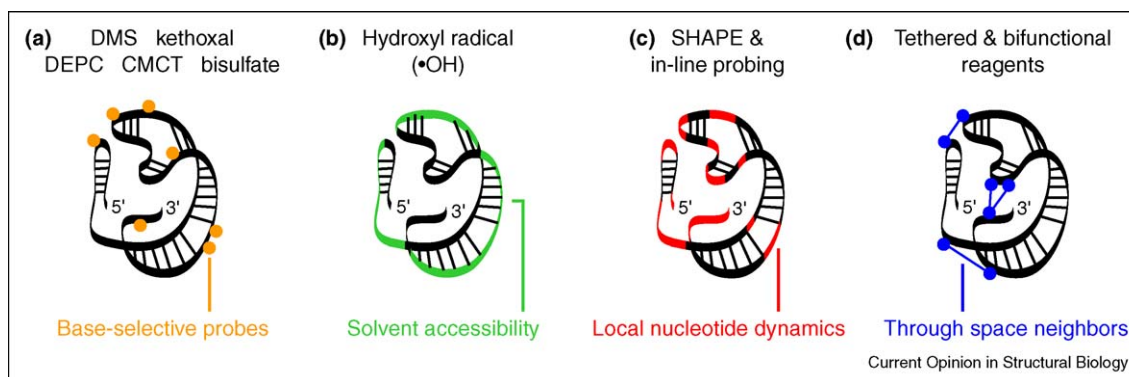 (a) DMS kethoxal
DEPC CMCT bisulfate
(b) Hydroxyl radical
(•OH)
(c) SHAPE &
in-line probing
(d) Tethered & bifunctional
reagents
5' 3'
5' 3'
5' 3'
5' 3'
Base-selective probes
Solvent accessibility
Local nucleotide dynamics
Through space neighbors
Current Opinion in Structural Biology